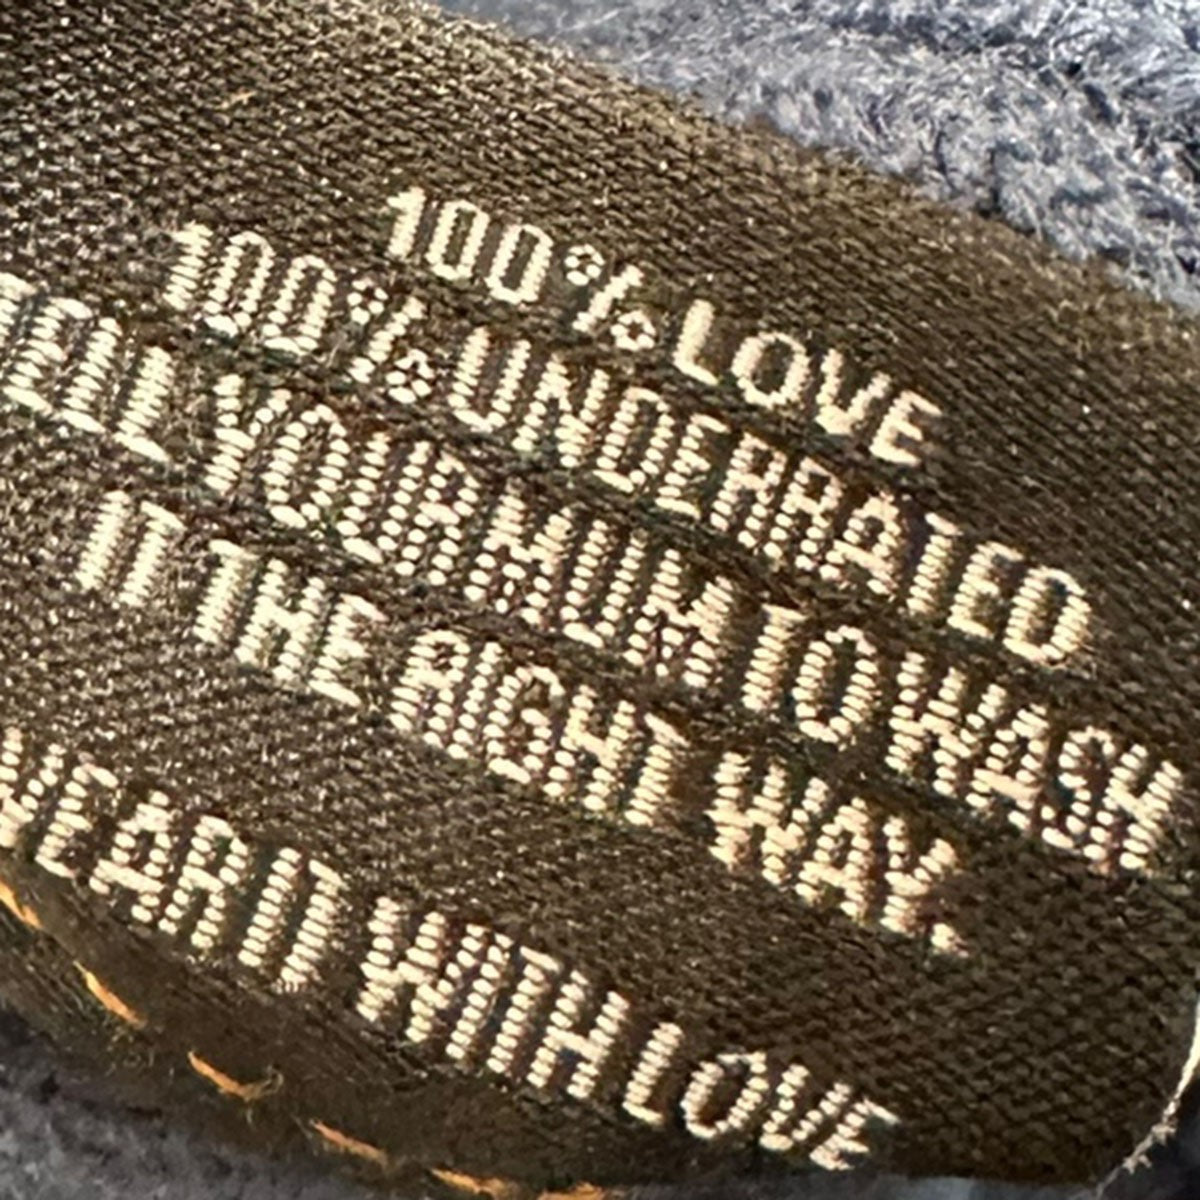 100% LOVE
100% UNDERRATED
TELL YOUR MUM TO WASH
IT THE RIGHT WAY
WEAR IT WITH LOVE